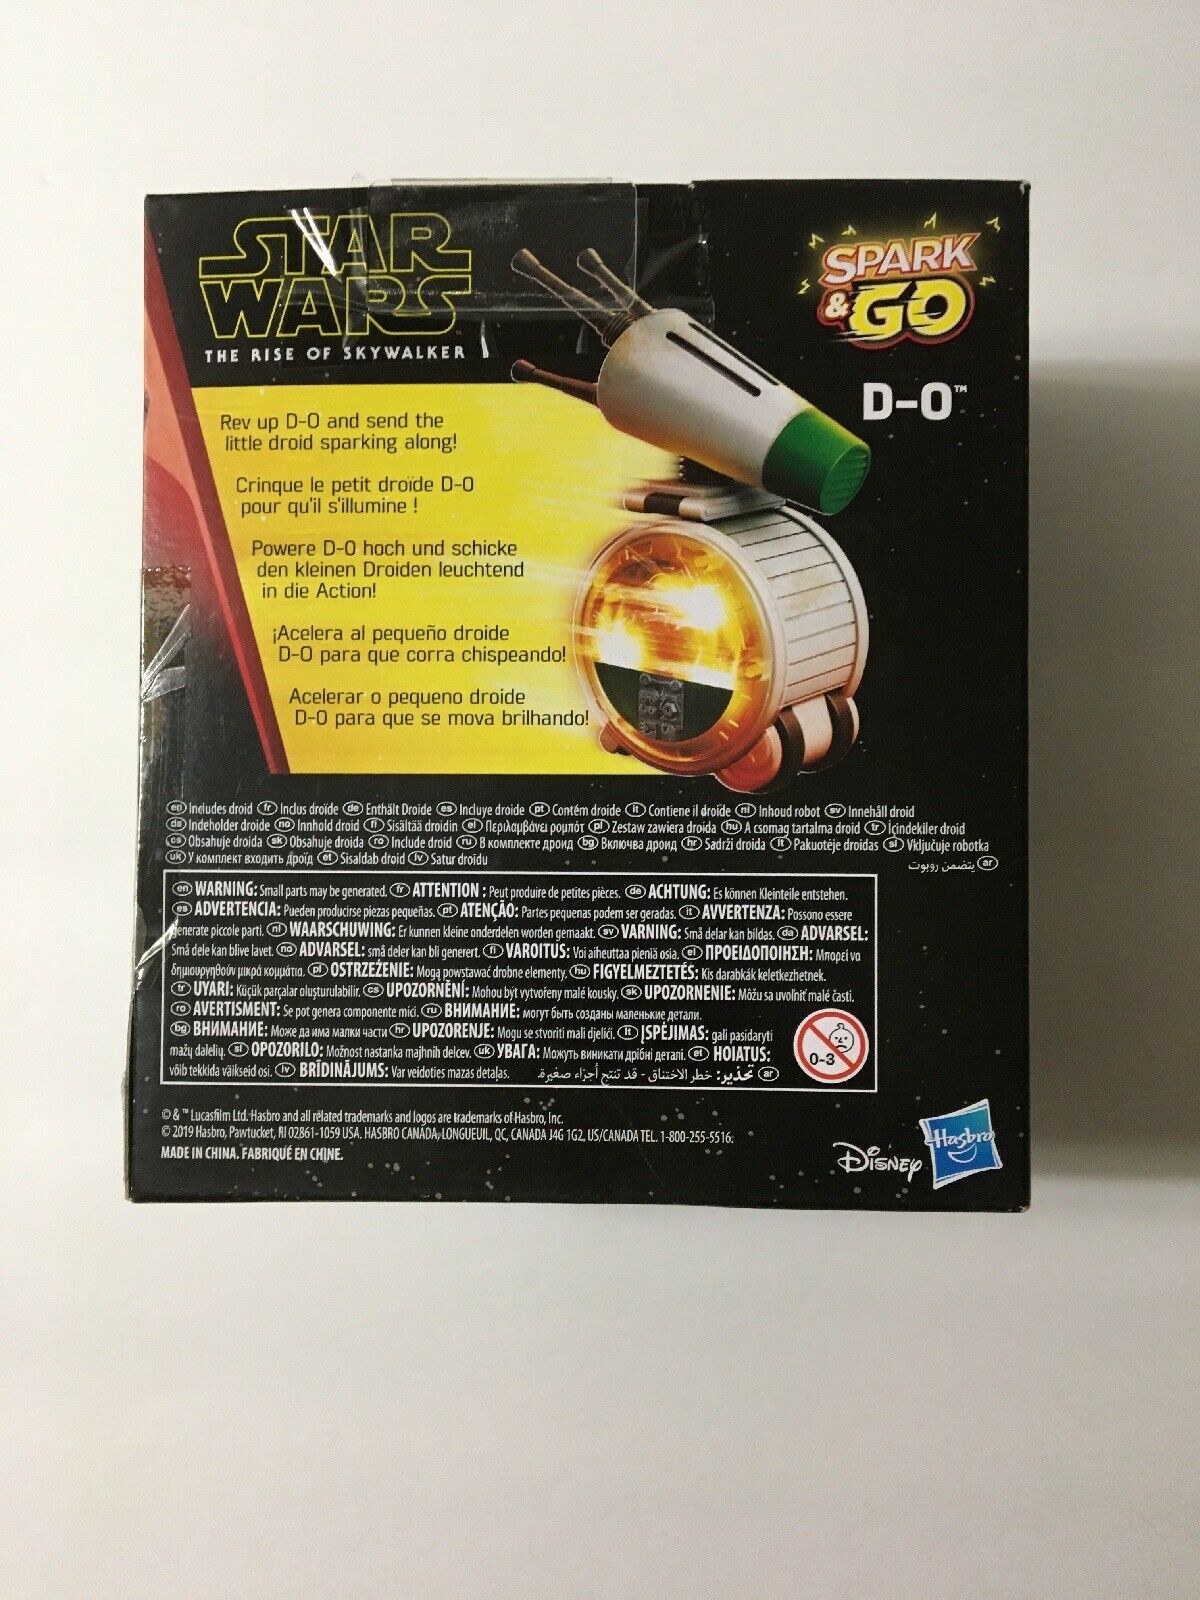 STAR
WARS
THE RISE OF SKYWALKER
SPARK
& GO
D-O™
Rev up D-O and send the
little droid sparking along!
Crinque le petit droïde D-O
pour qu'il s'illumine !
Powere D-O hoch und schicke
den kleinen Droiden leuchtend
in die Action!
¡Acelera al pequeño droide
D-O para que corra chispeando!
Acelerar o pequeno droide
D-O para que se mova brilhando!
en Includes droid fr Inclus droïde de Enthält Droide es Incluye droide pt Contém droide it Contiene il droide nl Inhoud robot sv Innehåll droid
da Indeholder droide no Innhold droid fi Sisältää droidin el Περιλαμβάνει ρομπότ pl Zestaw zawiera droida hu A csomag tartalma droid tr İçindekiler droid
cs Obsahuje droida sk Obsahuje droida ro Include droid ru В комплекте дроид bg Включва дроид hr Sadrži droida lt Pakuotėje droidas sl Vključuje robotka
uk У комплект входить дроїд et Sisaldab droid lv Satur droīdu ar يتضمن روبوت
en WARNING: Small parts may be generated. fr ATTENTION : Peut produire de petites pièces. de ACHTUNG: Es können Kleinteile entstehen.
es ADVERTENCIA: Pueden producirse piezas pequeñas. pt ATENÇÃO: Partes pequenas podem ser geradas. it AVVERTENZA: Possono essere
generate piccole parti. nl WAARSCHUWING: Er kunnen kleine onderdelen worden gemaakt. sv VARNING: Små delar kan bildas. da ADVARSEL:
Små dele kan blive lavet. no ADVARSEL: små deler kan bli generert. fi VAROITUS: Voi aiheuttaa pieniä osia. el ΠΡΟΕΙΔΟΠΟΙΗΣΗ: Μπορεί να
δημιουργηθούν μικρά κομμάτια. pl OSTRZEŻENIE: Mogą powstawać drobne elementy. hu FIGYELMEZTETÉS: Kis darabkák keletkezhetnek.
tr UYARI: Küçük parçalar oluşturulabilir. cs UPOZORNĚNÍ: Mohou být vytvořeny malé kousky. sk UPOZORNENIE: Môžu sa uvoľniť malé časti.
ro AVERTISMENT: Se pot genera componente mici. ru ВНИМАНИЕ: могут быть созданы маленькие детали.
bg ВНИМАНИЕ: Може да има малки части hr UPOZORENJE: Mogu se stvoriti mali djelići. lt ĮSPĖJIMAS: gali pasidaryti
mažų dalelių. sl OPOZORILO: Možnost nastanka majhnih delcev. uk УВАГА: Можуть виникати дрібні деталі. et HOIATUS:
võib tekkida väikseid osi. lv BRĪDINĀJUMS: Var veidoties mazas detaļas. ar تحذير: خطر الاختناق - قد تنتج أجزاء صغيرة.
0-3
© & ™ Lucasfilm Ltd. Hasbro and all related trademarks and logos are trademarks of Hasbro, Inc.
© 2019 Hasbro, Pawtucket, RI 02861-1059 USA. HASBRO CANADA, LONGUEUIL, QC, CANADA J4G 1G2, US/CANADA TEL. 1-800-255-5516.
MADE IN CHINA. FABRIQUÉ EN CHINE.
Disney
Hasbro